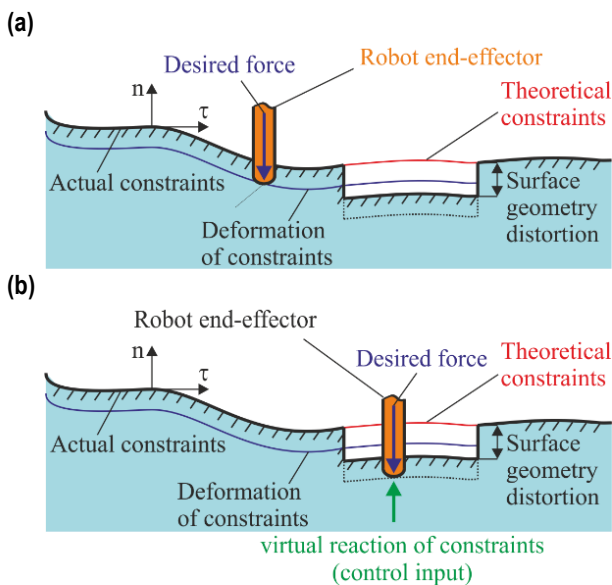 (a)
Desired force
Robot end-effector
n
τ
Theoretical
constraints
Actual constraints
Surface
geometry
distortion
Deformation
of constraints
(b)
Robot end-effector
n
τ
Desired force
Theoretical
constraints
Actual constraints
Surface
geometry
distortion
Deformation
of constraints
virtual reaction of constraints
(control input)